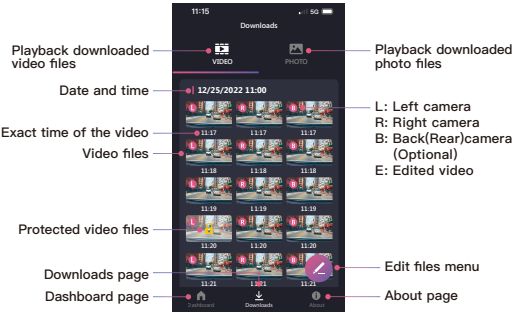 11:15
5G
Downloads
VIDEO
PHOTO
Playback downloaded
video files
Playback downloaded
photo files
Date and time
12/25/2022 11:00
L R B
11:17 11:17 11:17
Exact time of the video
Video files
L: Left camera
R: Right camera
B: Back(Rear)camera
(Optional)
E: Edited video
L R B
11:18 11:18 11:18
L R B
11:19 11:19 11:19
Protected video files
L R B
11:20 11:20 11:20
L R B
11:21 11:21 11:21
Downloads page
Edit files menu
Dashboard page
About page
Dashboard
Downloads
About